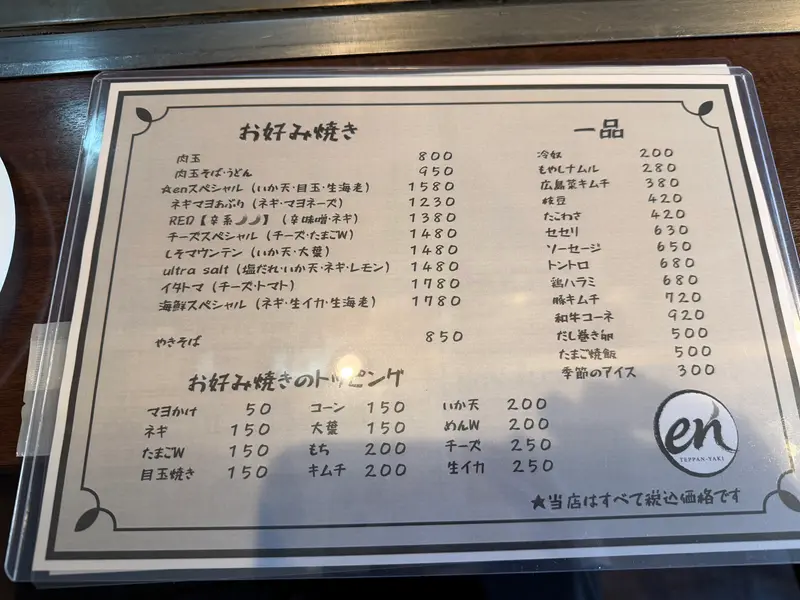 お好み焼き
肉玉 800
肉玉そば・うどん 950
☆enスペシャル (いか天・目玉・生海老) 1580
ネギマヨあぶり (ネギ・マヨネーズ) 1230
RED【辛系🌶🌶】 (辛味噌・ネギ) 1380
チーズスペシャル (チーズ・たまごW) 1480
しそマウンテン (いか天・大葉) 1480
ultra salt (塩だれ・いか天・ネギ・レモン) 1480
イタトマ (チーズ・トマト) 1780
海鮮スペシャル (ネギ・生イカ・生海老) 1780
やきそば 850
お好み焼きのトッピング
マヨかけ 50 コーン 150 いか天 200
ネギ 150 大葉 150 めんW 200
たまごW 150 もち 200 チーズ 250
目玉焼き 150 キムチ 200 生イカ 250
一品
冷奴 200
もやしナムル 280
広島菜キムチ 380
枝豆 420
たこわさ 420
セセリ 630
ソーセージ 650
トントロ 680
鶏ハラミ 680
豚キムチ 720
和牛コーネ 920
だし巻き卵 500
たまご焼飯 500
季節のアイス 300
en
TEPPAN-YAKI
★当店はすべて税込価格です